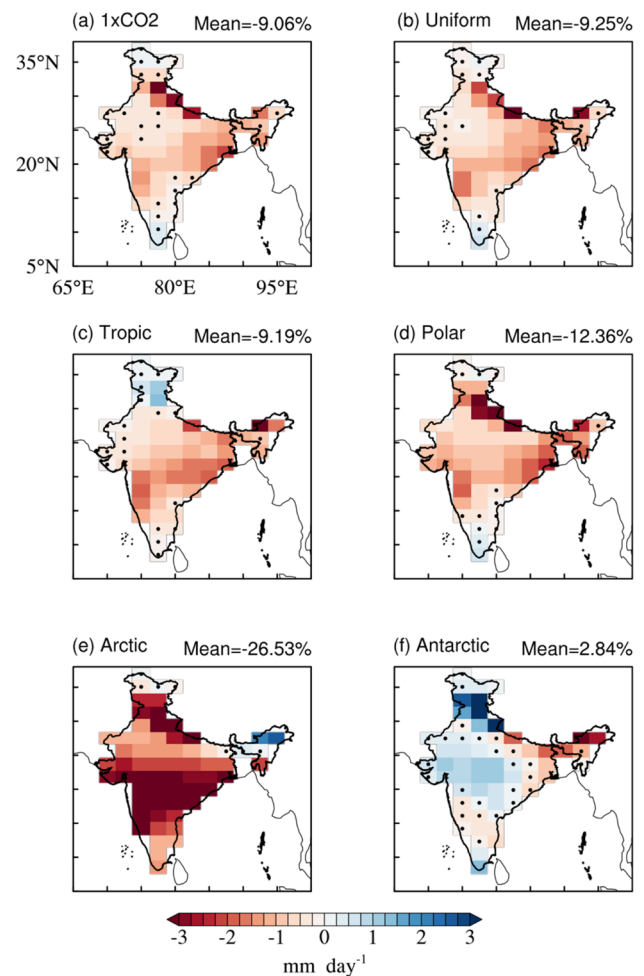 (a) 1xCO2 Mean=-9.06%
(b) Uniform Mean=-9.25%
35°N
20°N
5°N
65°E 80°E 95°E
(c) Tropic Mean=-9.19%
(d) Polar Mean=-12.36%
(e) Arctic Mean=-26.53%
(f) Antarctic Mean=2.84%
-3 -2 -1 0 1 2 3
mm day-1